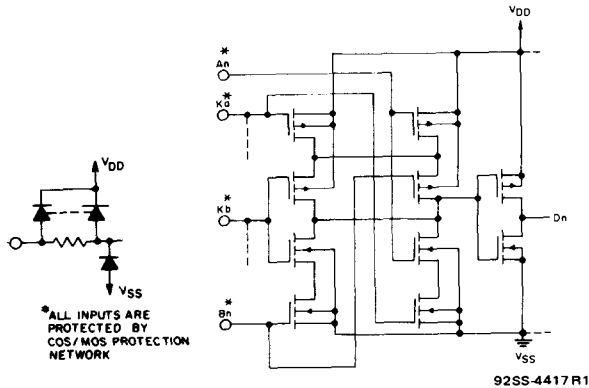 VDD
*
An
*
Ka
*
Kb
*
Bn
Dn
VSS
VDD
VSS
*ALL INPUTS ARE
PROTECTED BY
COS/MOS PROTECTION
NETWORK
92SS-4417R1